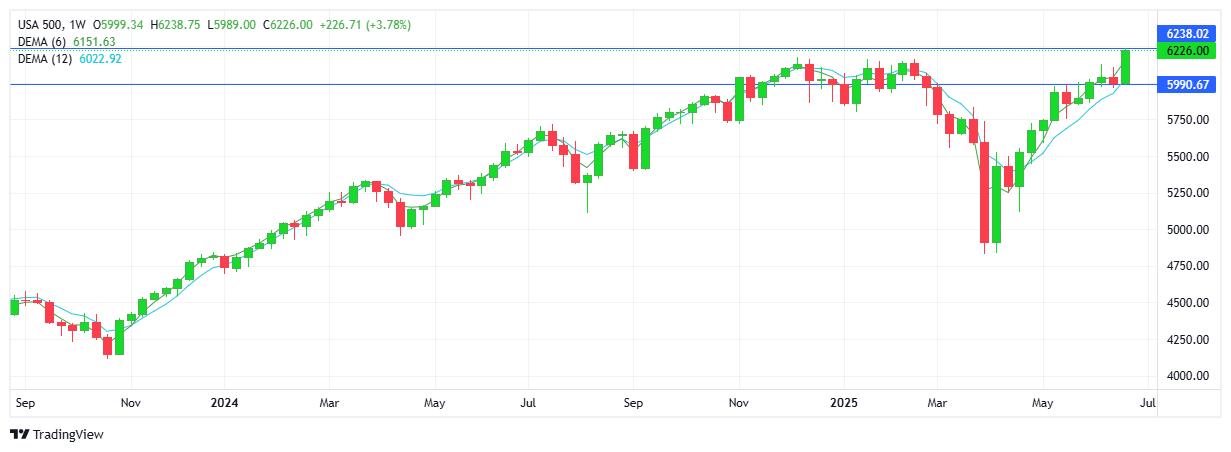 USA 500, 1W O5999.34 H6238.75 L5989.00 C6226.00 +226.71 (+3.78%)
DEMA (6) 6151.63
DEMA (12) 6022.92
6238.02
6226.00
5990.67
5750.00
5500.00
5250.00
5000.00
4750.00
4500.00
4250.00
4000.00
Sep Nov 2024 Mar May Jul Sep Nov 2025 Mar May Jul
TradingView